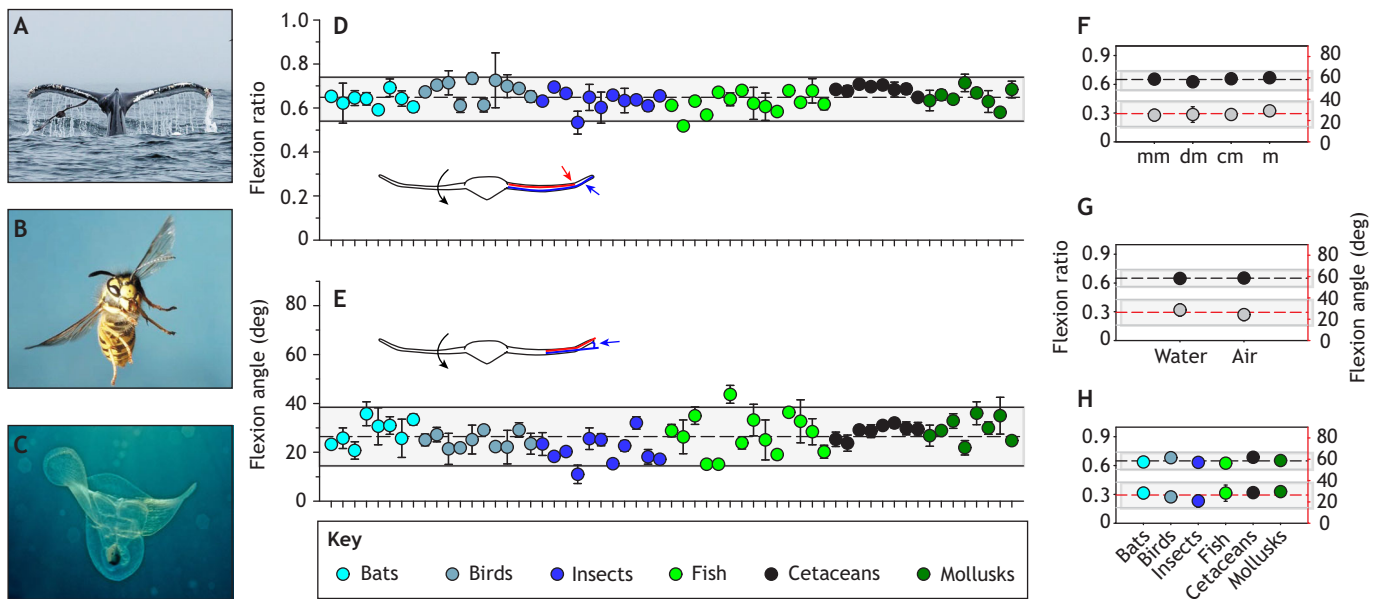 A
B
C
D
1.0
0.8
0.6
0.4
0.2
0
Flexion ratio
E
80
60
40
20
0
Flexion angle (deg)
Key
Bats Birds Insects Fish Cetaceans Mollusks
F
0.9
0.6
0.3
0
80
60
40
20
0
mm dm cm m
G
0.9
0.6
0.3
0
80
60
40
20
0
Flexion ratio
Flexion angle (deg)
Water Air
H
0.9
0.6
0.3
0
80
60
40
20
0
Bats
Birds
Insects
Fish
Cetaceans
Mollusks